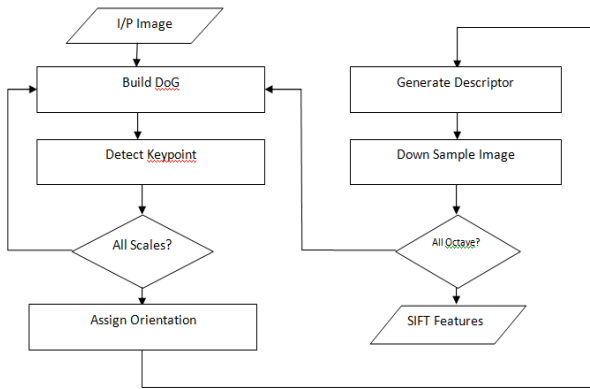 I/P Image
Build DoG
Detect Keypoint
All Scales?
Assign Orientation
Generate Descriptor
Down Sample Image
All Octave?
SIFT Features